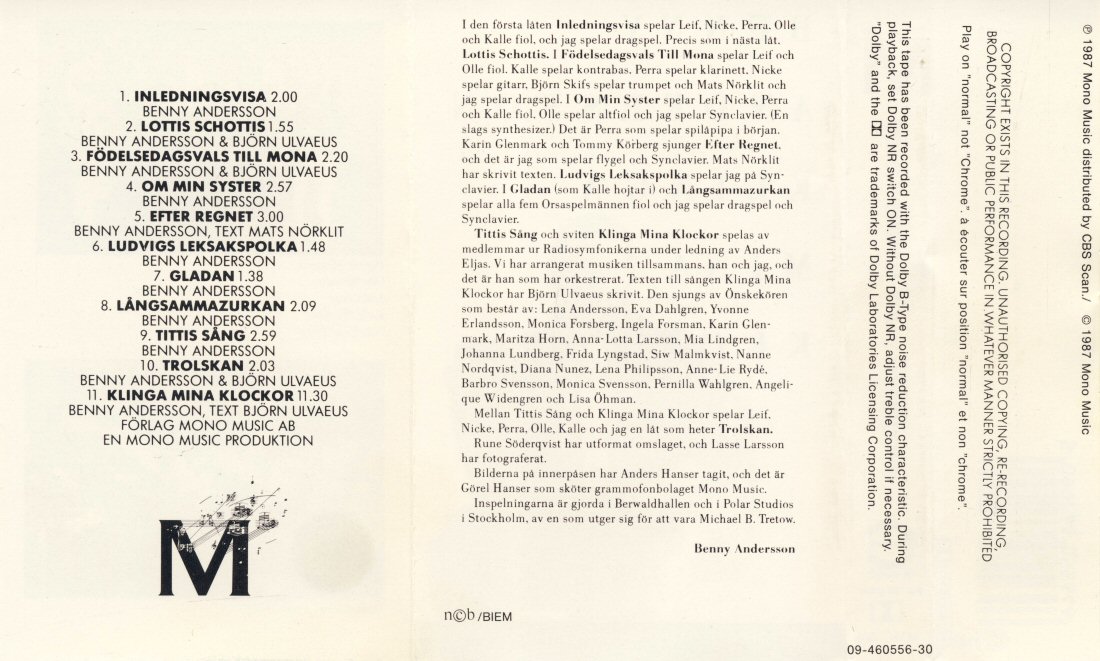 1. INLEDNINGSVISA 2.00
BENNY ANDERSSON
2. LOTTIS SCHOTTIS 1.55
BENNY ANDERSSON & BJÖRN ULVAEUS
3. FÖDELSEDAGSVALS TILL MONA 2.20
BENNY ANDERSSON & BJÖRN ULVAEUS
4. OM MIN SYSTER 2.57
BENNY ANDERSSON
5. EFTER REGNET 3.00
BENNY ANDERSSON, TEXT MATS NÖRKLIT
6. LUDVIGS LEKSAKSPOLKA 1.48
BENNY ANDERSSON
7. GLADAN 1.38
BENNY ANDERSSON
8. LÅNGSAMMAZURKAN 2.09
BENNY ANDERSSON
9. TITTIS SÅNG 2.59
BENNY ANDERSSON
10. TROLSKAN 2.03
BENNY ANDERSSON & BJÖRN ULVAEUS
11. KLINGA MINA KLOCKOR 11.30
BENNY ANDERSSON, TEXT BJÖRN ULVAEUS
FÖRLAG MONO MUSIC AB
EN MONO MUSIC PRODUKTION
M
I den första låten Inledningsvisa spelar Leif, Nicke, Perra, Olle
och Kalle fiol, och jag spelar dragspel. Precis som i nästa låt,
Lottis Schottis. I Födelsedagsvals Till Mona spelar Leif och
Olle fiol. Kalle spelar kontrabas. Perra spelar klarinett, Nicke
spelar gitarr, Björn Skifs spelar trumpet och Mats Nörklit och
jag spelar dragspel. I Om Min Syster spelar Leif, Nicke, Perra
och Kalle fiol. Olle spelar altfiol och jag spelar Synclavier. (En
slags synthesizer.) Det är Perra som spelar spilåpipa i början.
Karin Glenmark och Tommy Körberg sjunger Efter Regnet,
och det är jag som spelar flygel och Synclavier. Mats Nörklit
har skrivit texten. Ludvigs Leksakspolka spelar jag på Syn-
clavier. I Gladan (som Kalle hojtar i) och Långsammazurkan
spelar alla fem Orsaspelmännen fiol och jag spelar dragspel och
Synclavier.
Tittis Sång och sviten Klinga Mina Klockor spelas av
medlemmar ur Radiosymfonikerna under ledning av Anders
Eljas. Vi har arrangerat musiken tillsammans, han och jag, och
det är han som har orkestrerat. Texten till sången Klinga Mina
Klockor har Björn Ulvaeus skrivit. Den sjungs av Önskekören
som består av: Lena Andersson, Eva Dahlgren, Yvonne
Erlandsson, Monica Forsberg, Ingela Forsman, Karin Glen-
mark, Maritza Horn, Anna-Lotta Larsson, Mia Lindgren,
Johanna Lundberg, Frida Lyngstad, Siw Malmkvist, Nanne
Nordqvist, Diana Nunez, Lena Philipsson, Anne-Lie Rydé,
Barbro Svensson, Monica Svensson, Pernilla Wahlgren, Angeli-
que Widengren och Lisa Öhman.
Mellan Tittis Sång och Klinga Mina Klockor spelar Leif,
Nicke, Perra, Olle, Kalle och jag en låt som heter Trolskan.
Rune Söderqvist har utformat omslaget, och Lasse Larsson
har fotograferat.
Bilderna på innerpåsen har Anders Hanser tagit, och det är
Görel Hanser som sköter grammofonbolaget Mono Music.
Inspelningarna är gjorda i Berwaldhallen och i Polar Studios
i Stockholm, av en som utger sig för att vara Michael B. Tretow.
Benny Andersson
n©b /BIEM
℗ 1987 Mono Music distributed by CBS Scan./ © 1987 Mono Music
COPYRIGHT EXISTS IN THIS RECORDING, UNAUTHORISED COPYING, RE-RECORDING,
BROADCASTING OR PUBLIC PERFORMANCE IN WHATEVER MANNER STRICTLY PROHIBITED
Play on "normal" not "Chrome". à écouter sur position "normal" et non "chrome".
This tape has been recorded with the Dolby B-Type noise reduction characteristic. During
playback, set Dolby NR switch ON. Without Dolby NR, adjust treble control if necessary.
"Dolby" and the are trademarks of Dolby Laboratories Licensing Corporation.
09-460556-30